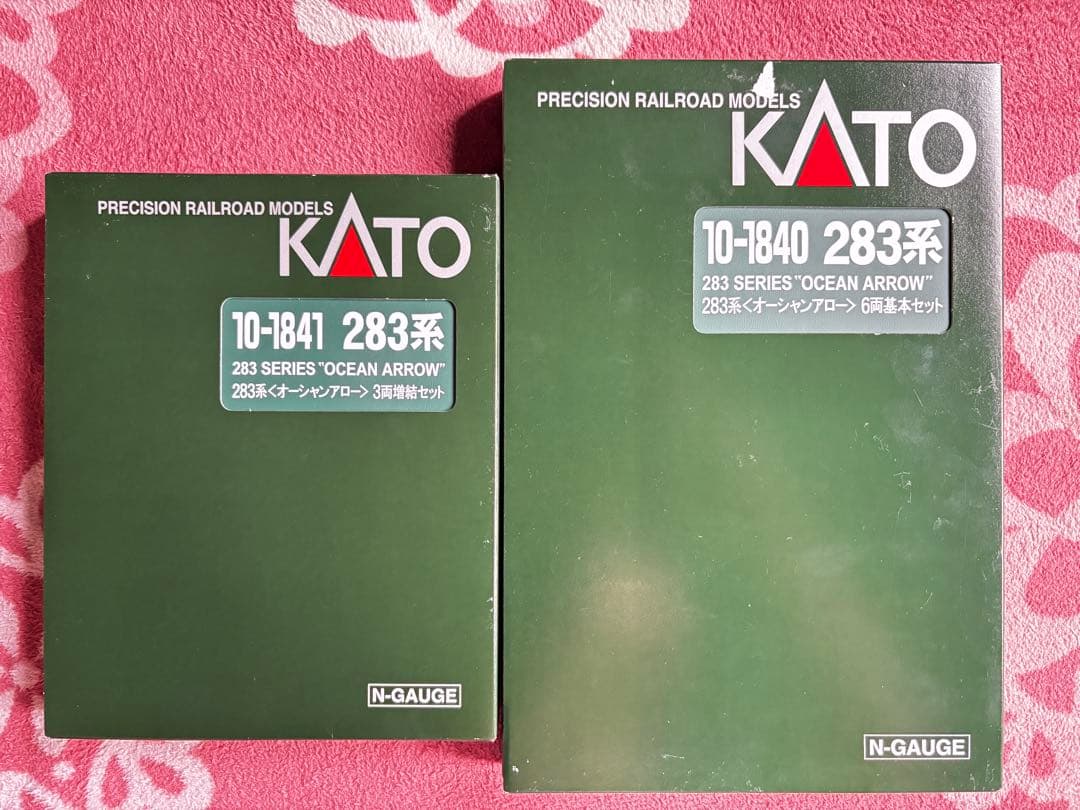 PRECISION RAILROAD MODELS
KATO
10-1841 283系
283 SERIES "OCEAN ARROW"
283系<オーシャンアロー> 3両増結セット
N-GAUGE
PRECISION RAILROAD MODELS
KATO
10-1840 283系
283 SERIES "OCEAN ARROW"
283系<オーシャンアロー> 6両基本セット
N-GAUGE